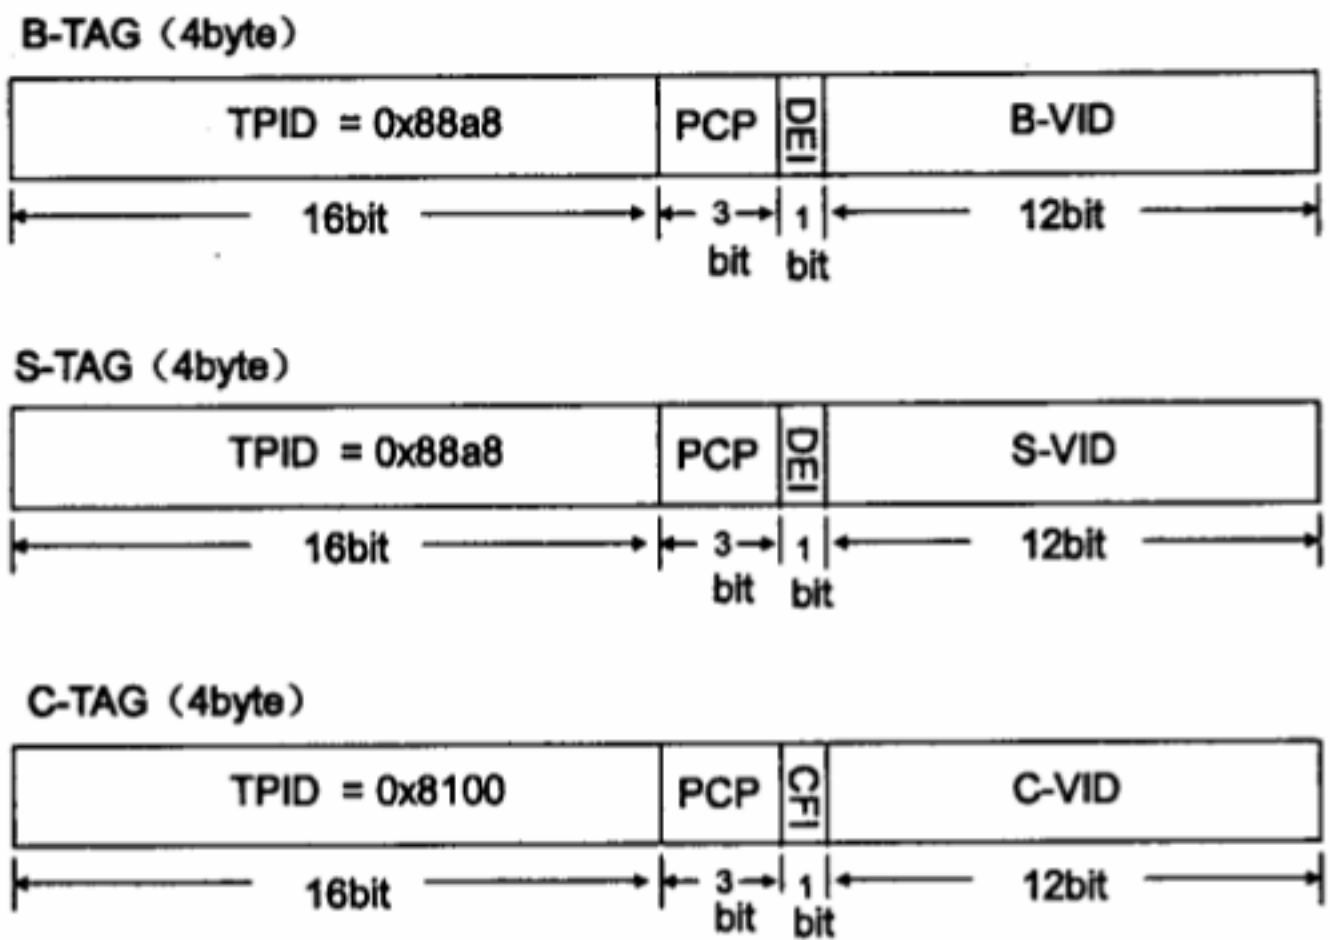 B-TAG（4byte）
TPID = 0x88a8 PCP DEI B-VID
16bit 3 bit 1 bit 12bit
S-TAG（4byte）
TPID = 0x88a8 PCP DEI S-VID
16bit 3 bit 1 bit 12bit
C-TAG（4byte）
TPID = 0x8100 PCP CFI C-VID
16bit 3 bit 1 bit 12bit